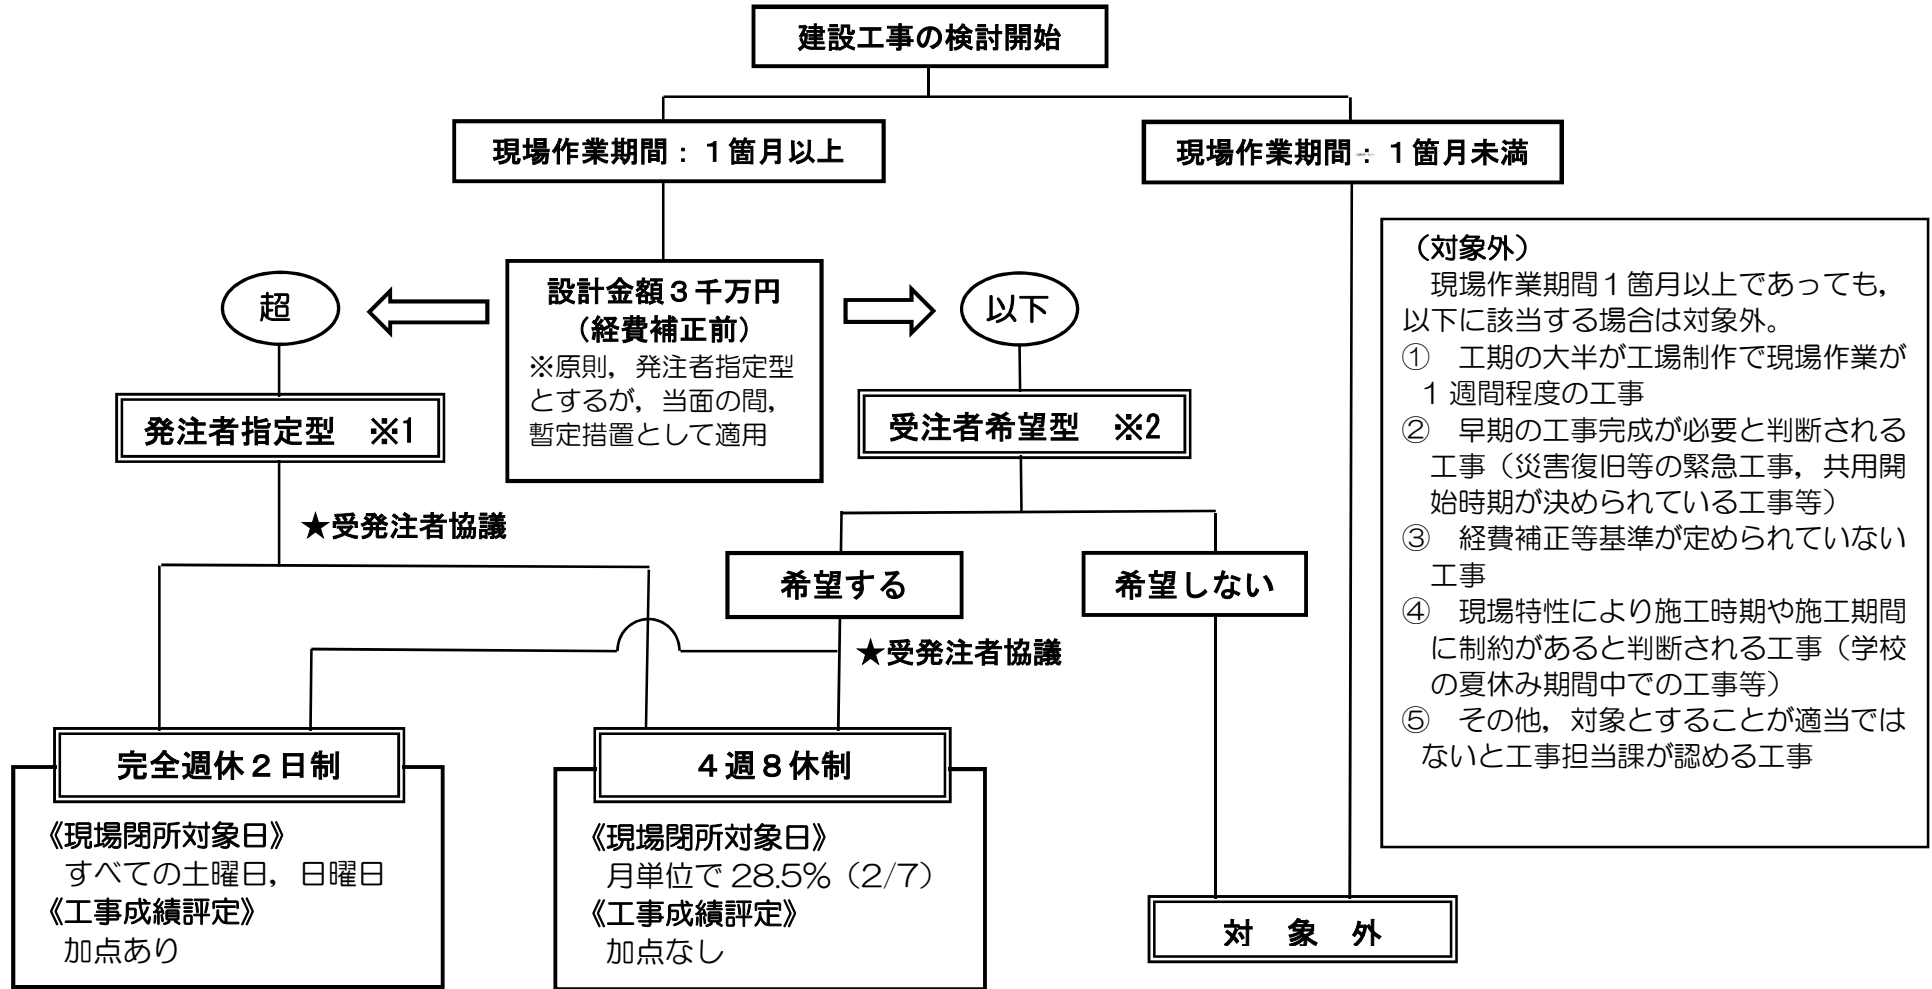 建設工事の検討開始
現場作業期間：１箇月以上
現場作業期間：１箇月未満
超
設計金額３千万円
（経費補正前）
※原則，発注者指定型
とするが，当面の間，
暫定措置として適用
以下
発注者指定型　※1
受注者希望型　※2
★受発注者協議
希望する
希望しない
★受発注者協議
完全週休２日制
《現場閉所対象日》
すべての土曜日，日曜日
《工事成績評定》
加点あり
４週８休制
《現場閉所対象日》
月単位で 28.5%（2/7）
《工事成績評定》
加点なし
対　象　外
（対象外）
現場作業期間１箇月以上であっても，
以下に該当する場合は対象外。
①　工期の大半が工場制作で現場作業が
１週間程度の工事
②　早期の工事完成が必要と判断される
工事（災害復旧等の緊急工事，共用開
始時期が決められている工事等）
③　経費補正等基準が定められていない
工事
④　現場特性により施工時期や施工期間
に制約があると判断される工事（学校
の夏休み期間中での工事等）
⑤　その他，対象とすることが適当では
ないと工事担当課が認める工事